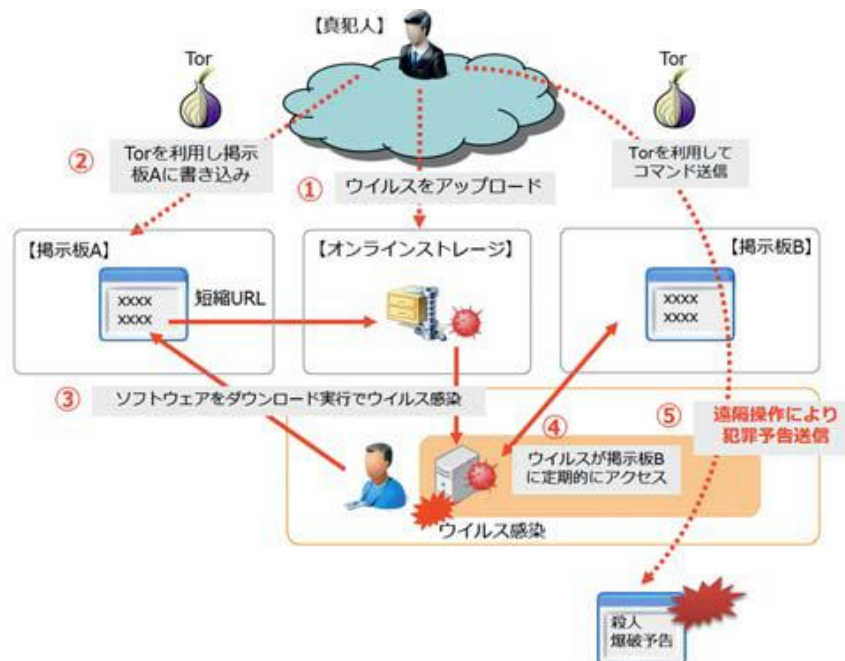 【真犯人】
Tor
Tor
②
Torを利用し掲示
板Aに書き込み
①
ウイルスをアップロード
Torを利用して
コマンド送信
【掲示板A】
【オンラインストレージ】
【掲示板B】
xxxx
xxxx
短縮URL
xxxx
xxxx
③
ソフトウェアをダウンロード実行でウイルス感染
④
ウイルスが掲示板B
に定期的にアクセス
⑤
遠隔操作により
犯罪予告送信
ウイルス感染
殺人
爆破予告